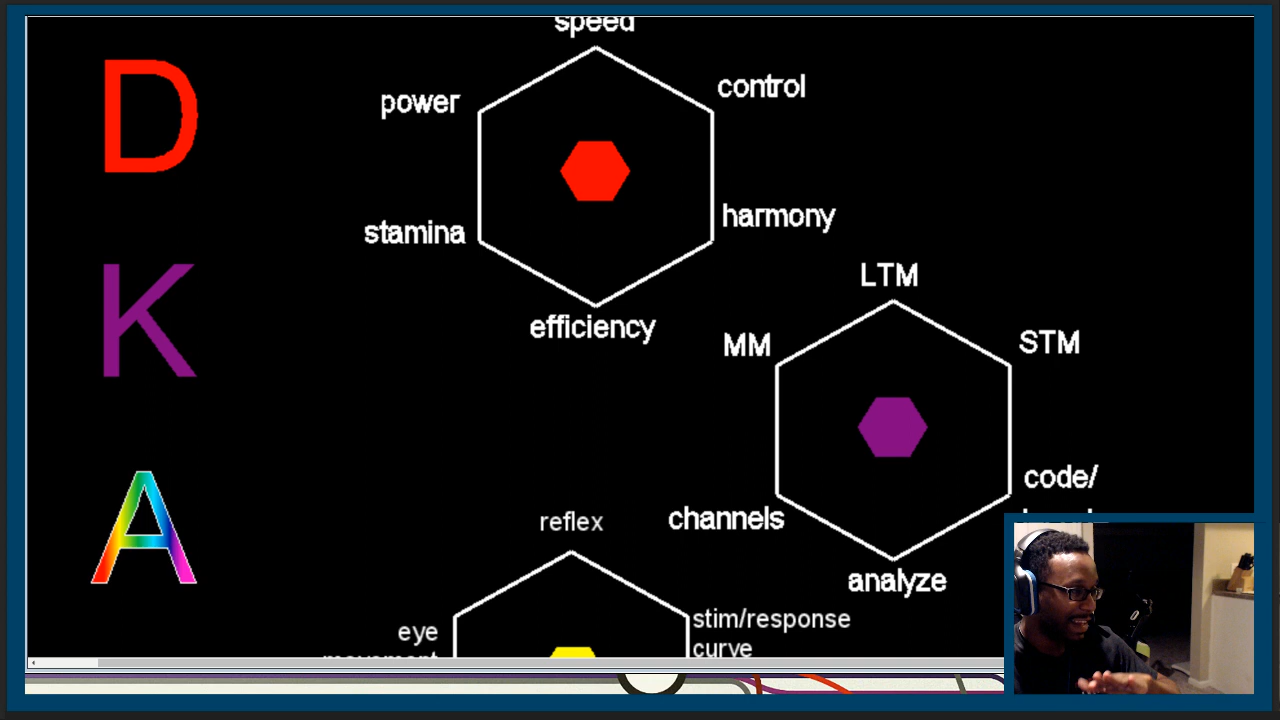 D
speed
power
control
stamina
harmony
efficiency
K
LTM
MM
STM
code/
channels
analyze
A
reflex
eye
stim/response
curve